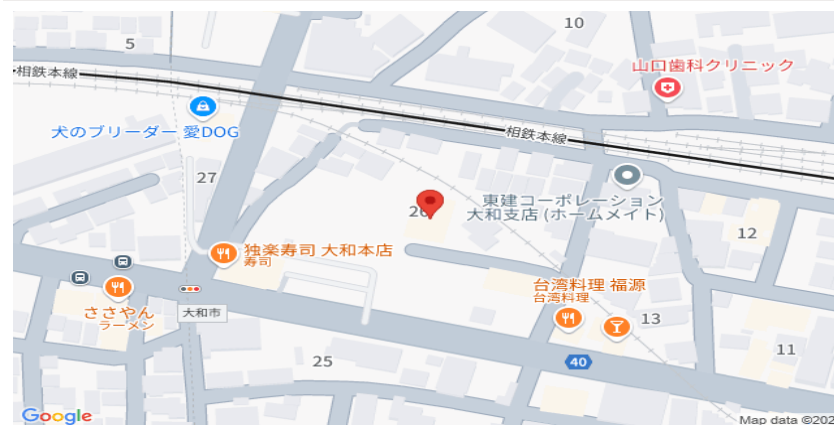 5
10
山口歯科クリニック
相鉄本線
犬のブリーダー 愛DOG
相鉄本線
27
東建コーポレーション
大和支店 (ホームメイト)
12
独楽寿司 大和本店
寿司
台湾料理 福源
台湾料理
ささやん
ラーメン
大和市
13
11
25
40
Google